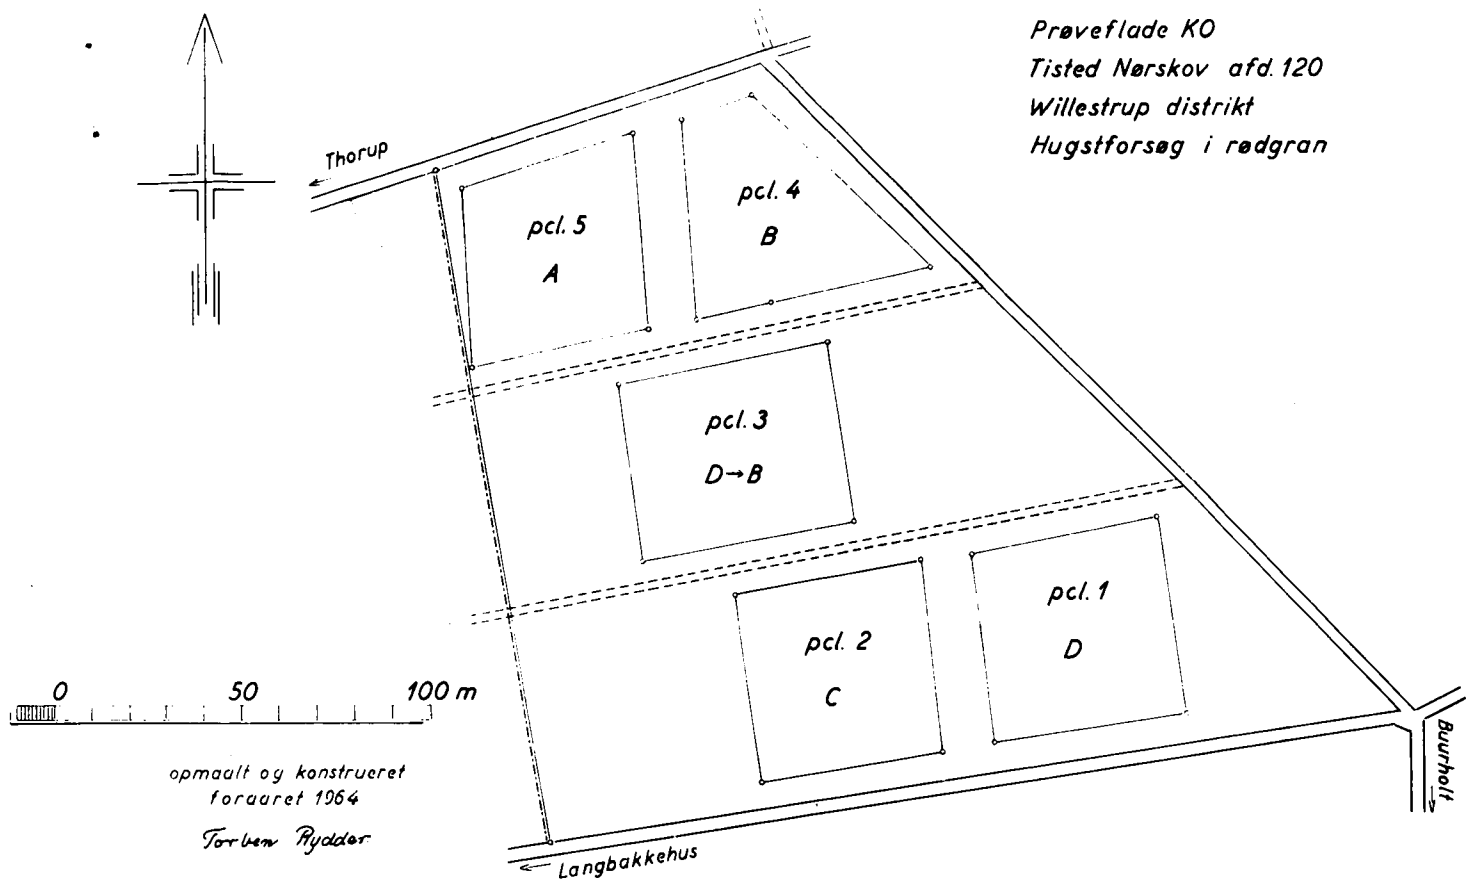 Prøveflade KO
Tisted Nørskov afd. 120
Willestrup distrikt
Hugstforsøg i rødgran
Thorup
pcl. 5
A
pcl. 4
B
pcl. 3
D→B
pcl. 1
D
pcl. 2
C
0 50 100 m
opmaalt og konstrueret
foraaret 1964
Torben Rydder
Buurholt
Langbakkehus